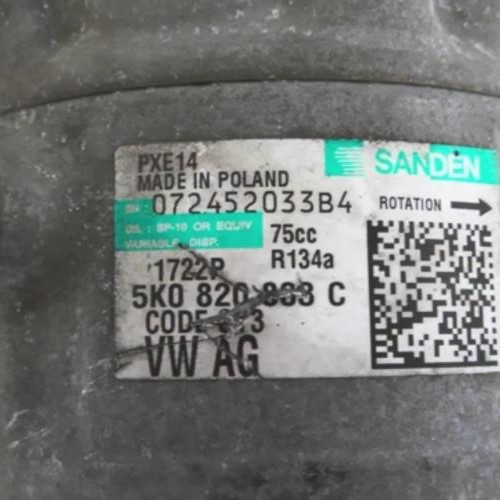 PXE14
SANDEN
MADE IN POLAND
SN: 072452033B4
ROTATION
OIL : SP-10 OR EQUIV
VARIABLE DISP.
75cc
1722P
R134a
5K0 820 C
CODE
VW AG